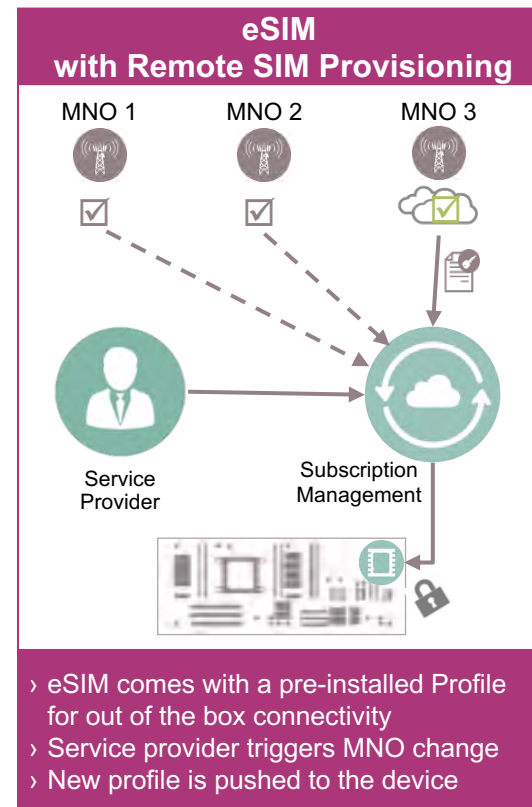 eSIM
with Remote SIM Provisioning
MNO 1 MNO 2 MNO 3
Service
Provider
Subscription
Management
› eSIM comes with a pre-installed Profile
for out of the box connectivity
› Service provider triggers MNO change
› New profile is pushed to the device